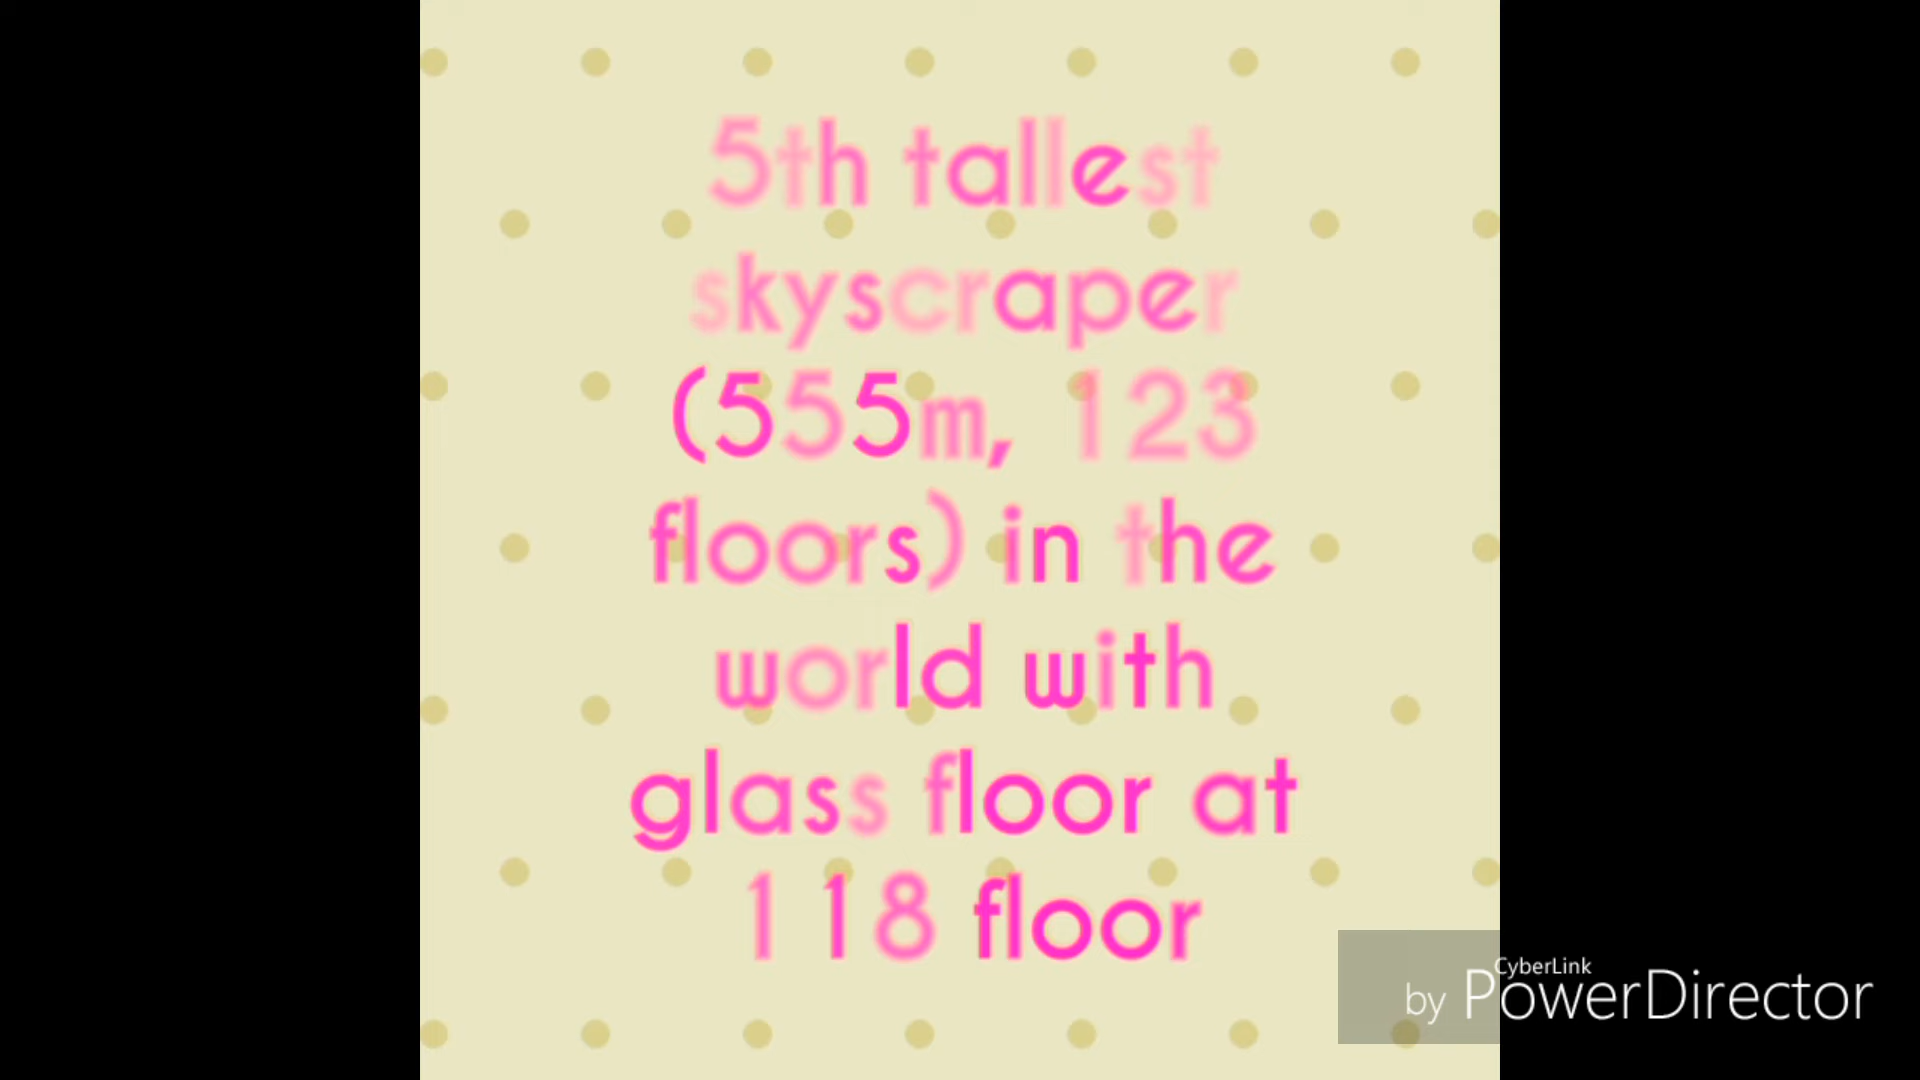 5th tallest
skyscraper
(555m, 123
floors) in the
world with
glass floor at
118 floor
CyberLink
by PowerDirector